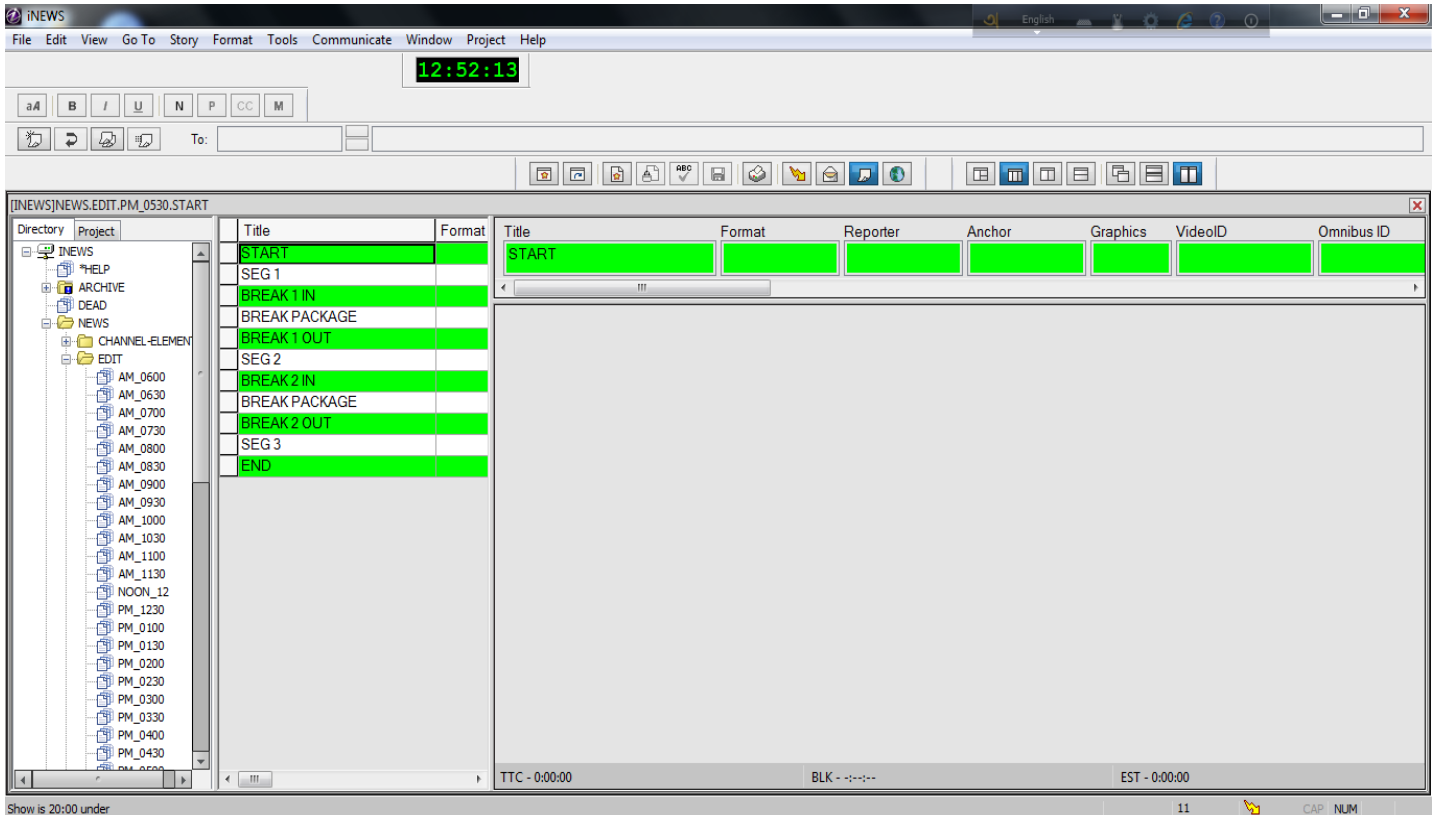 iNEWS
English
File Edit View Go To Story Format Tools Communicate Window Project Help
12:52:13
aA B I U N P CC M
To:
ABC
[INEWS]NEWS.EDIT.PM_0530.START
Directory Project
INEWS
*HELP
ARCHIVE
DEAD
NEWS
CHANNEL-ELEMEN
EDIT
AM_0600
AM_0630
AM_0700
AM_0730
AM_0800
AM_0830
AM_0900
AM_0930
AM_1000
AM_1030
AM_1100
AM_1130
NOON_12
PM_1230
PM_0100
PM_0130
PM_0200
PM_0230
PM_0300
PM_0330
PM_0400
PM_0430
Title Format
START
SEG 1
BREAK 1 IN
BREAK PACKAGE
BREAK 1 OUT
SEG 2
BREAK 2 IN
BREAK PACKAGE
BREAK 2 OUT
SEG 3
END
Title Format Reporter Anchor Graphics VideoID Omnibus ID
START
TTC - 0:00:00 BLK - -:--:-- EST - 0:00:00
Show is 20:00 under 11 CAP NUM